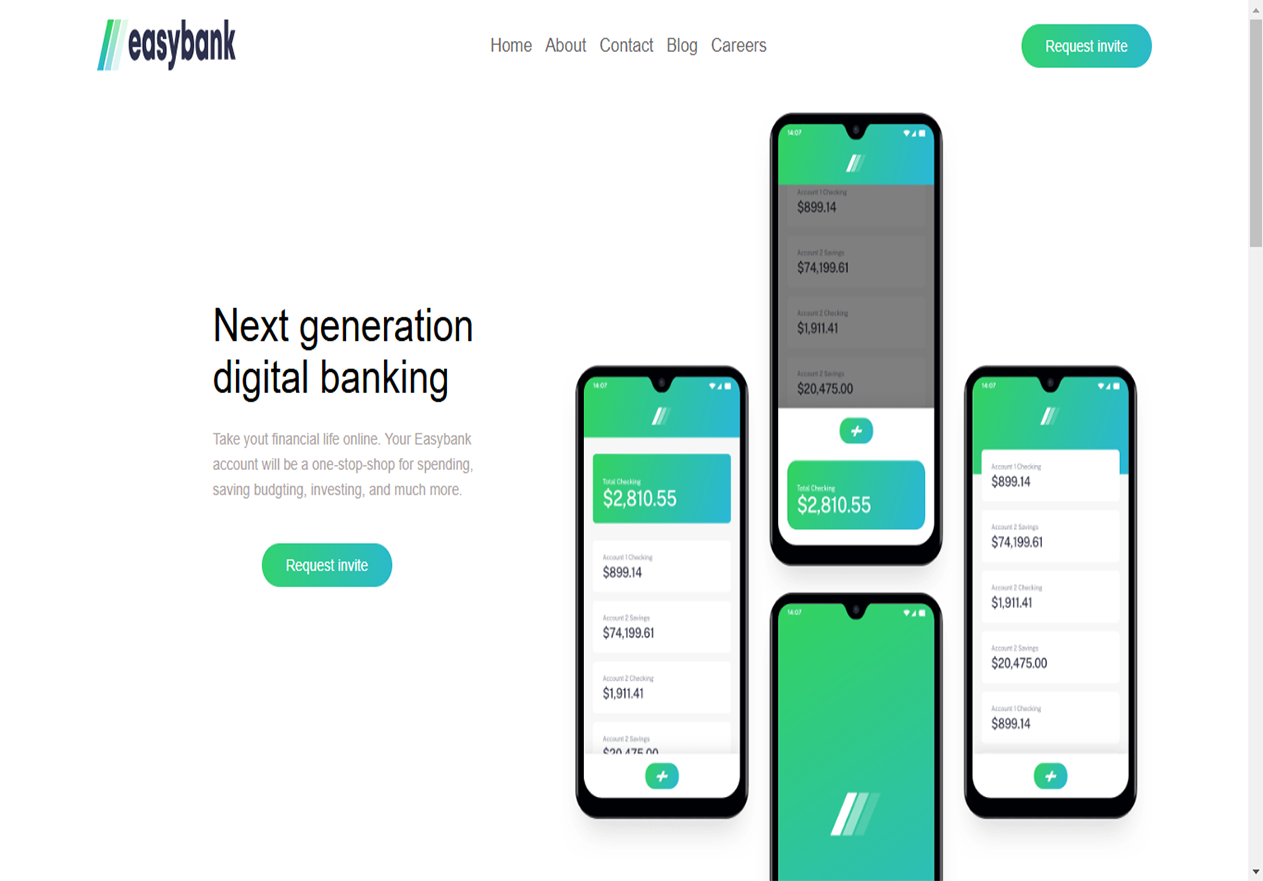 easybank
Home About Contact Blog Careers
Request invite
Next generation
digital banking
Take yout financial life online. Your Easybank
account will be a one-stop-shop for spending,
saving budgting, investing, and much more.
Request invite
14:07
Total Checking
$2,810.55
Account 1 Checking
$899.14
Account 2 Savings
$74,199.61
Account 2 Checking
$1,911.41
Account 2 Savings
$20,475.00
14:07
Account 1 Checking
$899.14
Account 2 Savings
$74,199.61
Account 2 Checking
$1,911.41
Account 2 Savings
$20,475.00
Total Checking
$2,810.55
14:07
14:07
Account 1 Checking
$899.14
Account 2 Savings
$74,199.61
Account 2 Checking
$1,911.41
Account 2 Savings
$20,475.00
Account 1 Checking
$899.14